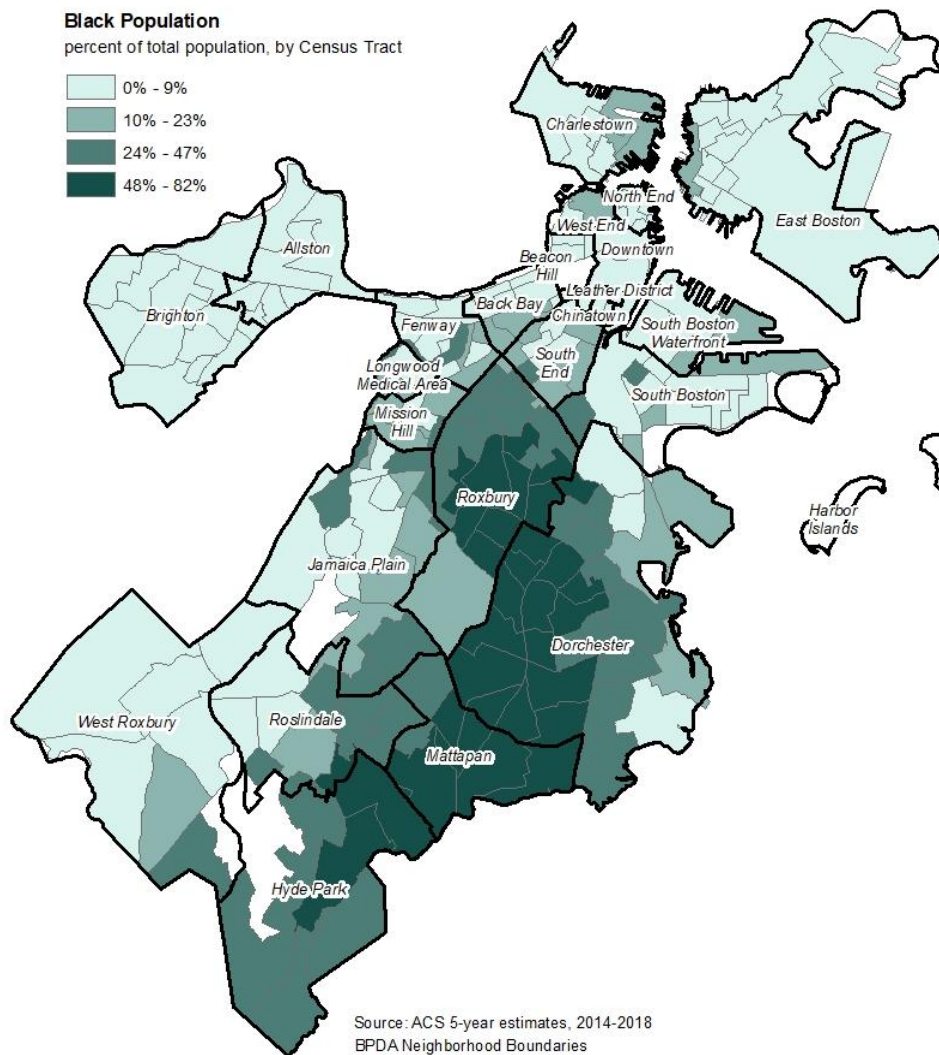 Black Population
percent of total population, by Census Tract
0% - 9%
10% - 23%
24% - 47%
48% - 82%
Charlestown
North End
West End
East Boston
Allston
Downtown
Beacon
Hill
Leather District
Back Bay
Brighton
Chinatown
South Boston
Waterfront
Fenway
South
End
Longwood
Medical Area
South Boston
Mission
Hill
Roxbury
Harbor
Islands
Jamaica Plain
Dorchester
West Roxbury
Roslindale
Mattapan
Hyde Park
Source: ACS 5-year estimates, 2014-2018
BPDA Neighborhood Boundaries